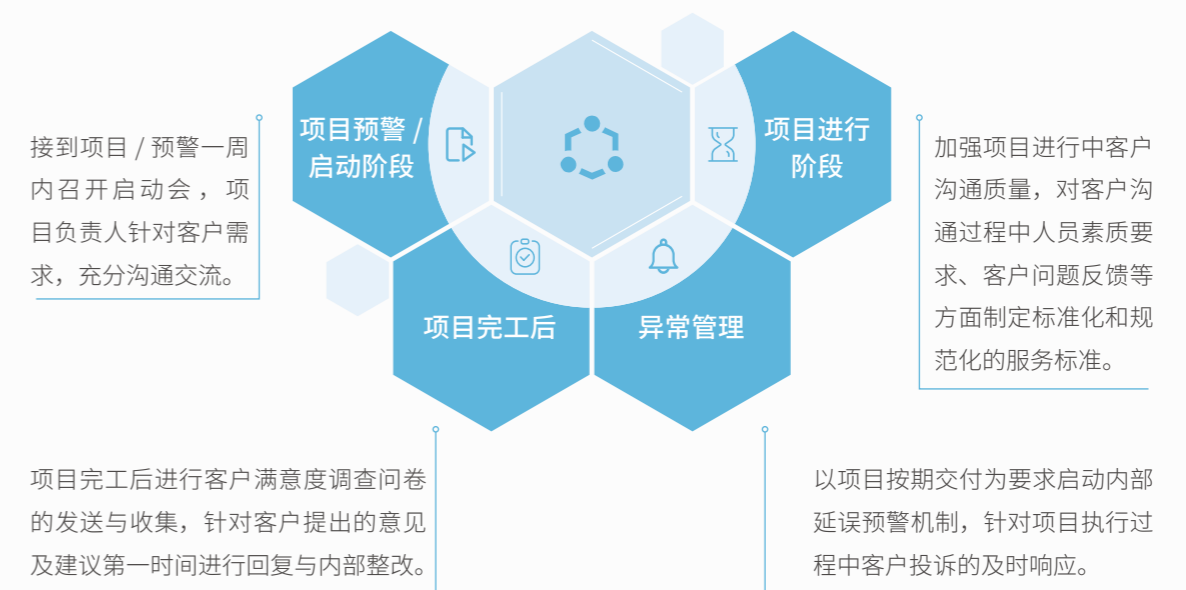 项目预警 /
启动阶段
接到项目 / 预警一周
内召开启动会，项
目负责人针对客户需
求，充分沟通交流。
项目进行
阶段
加强项目进行中客户
沟通质量，对客户沟
通过程中人员素质要
求、客户问题反馈等
方面制定标准化和规
范化的服务标准。
项目完工后
项目完工后进行客户满意度调查问卷
的发送与收集，针对客户提出的意见
及建议第一时间进行回复与内部整改。
异常管理
以项目按期交付为要求启动内部
延误预警机制，针对项目执行过
程中客户投诉的及时响应。